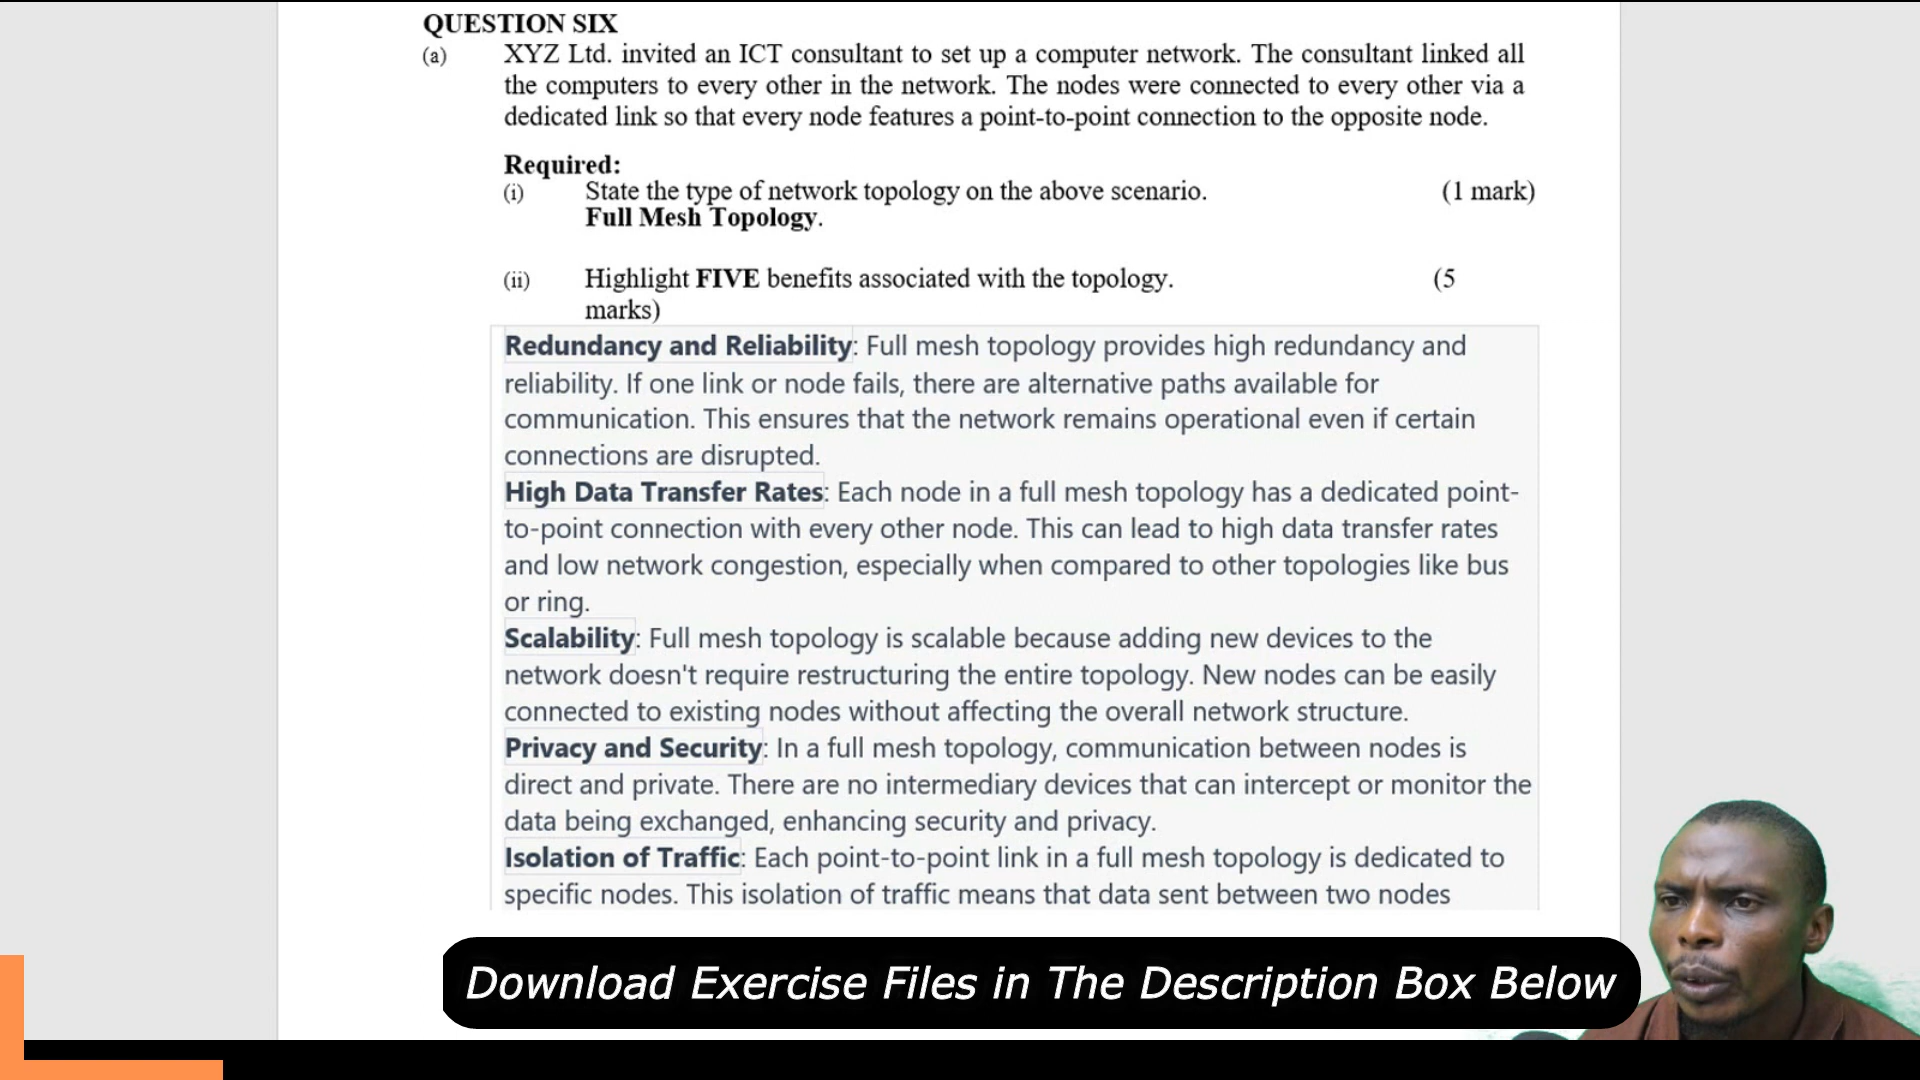 QUESTION SIX
(a) XYZ Ltd. invited an ICT consultant to set up a computer network. The consultant linked all
the computers to every other in the network. The nodes were connected to every other via a
dedicated link so that every node features a point-to-point connection to the opposite node.
Required:
(i) State the type of network topology on the above scenario. (1 mark)
Full Mesh Topology.
(ii) Highlight FIVE benefits associated with the topology. (5
marks)
Redundancy and Reliability: Full mesh topology provides high redundancy and
reliability. If one link or node fails, there are alternative paths available for
communication. This ensures that the network remains operational even if certain
connections are disrupted.
High Data Transfer Rates: Each node in a full mesh topology has a dedicated point-
to-point connection with every other node. This can lead to high data transfer rates
and low network congestion, especially when compared to other topologies like bus
or ring.
Scalability: Full mesh topology is scalable because adding new devices to the
network doesn't require restructuring the entire topology. New nodes can be easily
connected to existing nodes without affecting the overall network structure.
Privacy and Security: In a full mesh topology, communication between nodes is
direct and private. There are no intermediary devices that can intercept or monitor the
data being exchanged, enhancing security and privacy.
Isolation of Traffic: Each point-to-point link in a full mesh topology is dedicated to
specific nodes. This isolation of traffic means that data sent between two nodes
Download Exercise Files in The Description Box Below